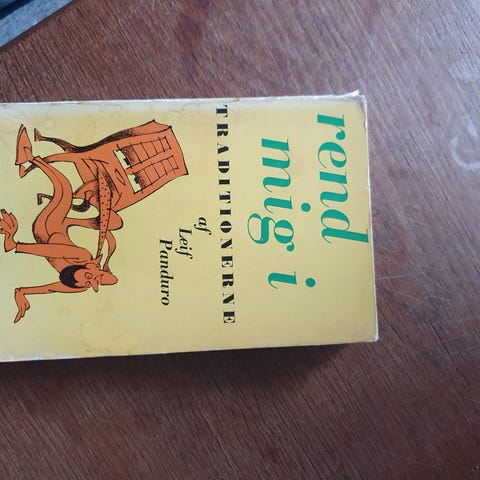 rend
mig i
TRADITIONERNE
af
Leif
Panduro